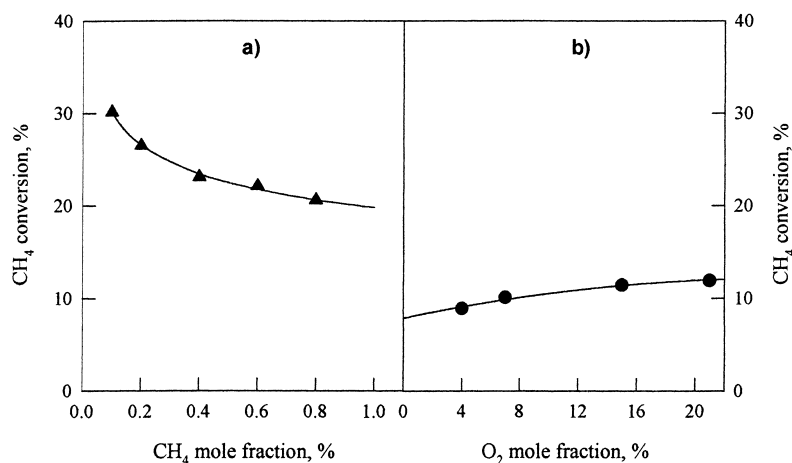 a)
40
30
20
10
0
CH₄ conversion, %
0.0 0.2 0.4 0.6 0.8 1.0
CH₄ mole fraction, %
b)
40
30
20
10
0
CH₄ conversion, %
0 4 8 12 16 20
O₂ mole fraction, %